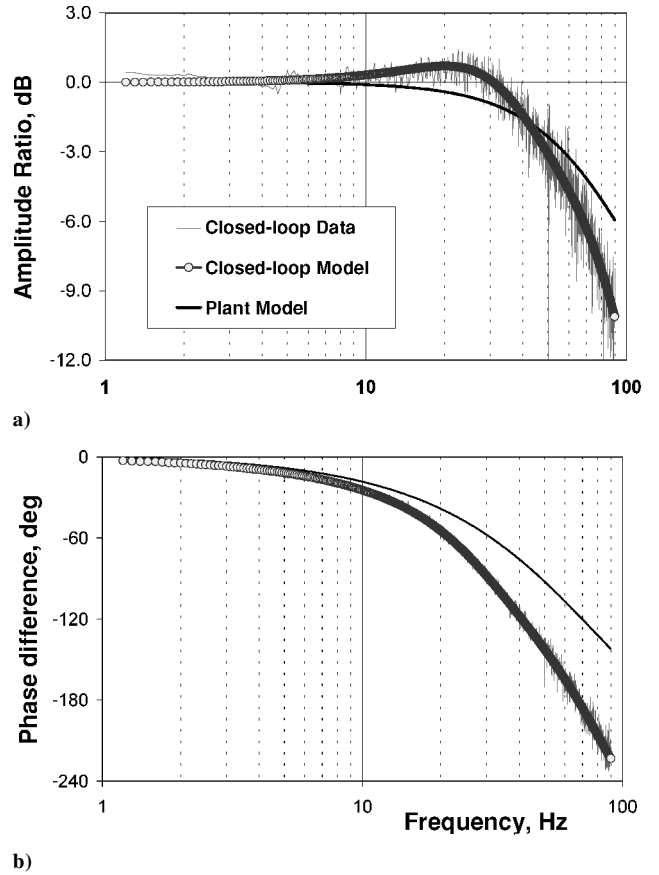 3.0
0.0
-3.0
-6.0
-9.0
-12.0
Amplitude Ratio, dB
Closed-loop Data
Closed-loop Model
Plant Model
1
10
100
a)
0
-60
-120
-180
-240
Phase difference, deg
1
10
100
Frequency, Hz
b)